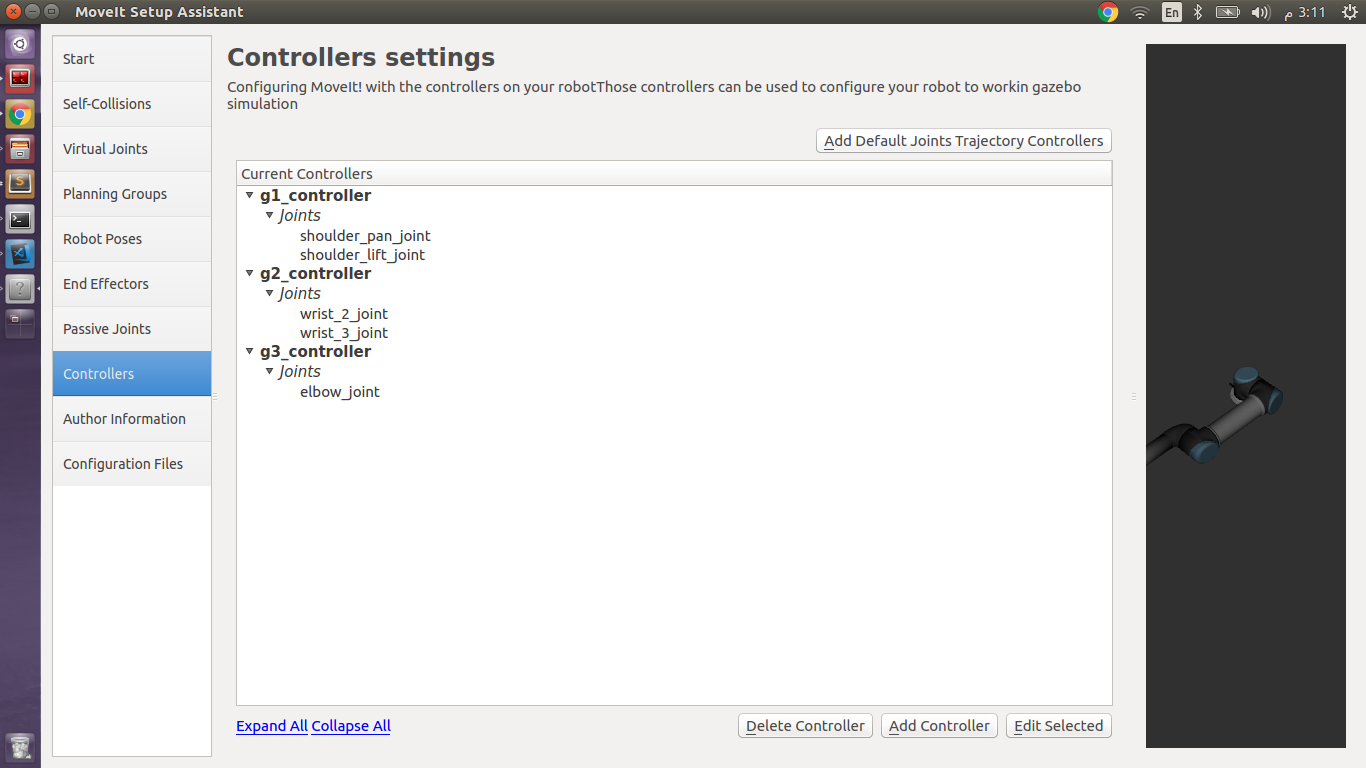 MoveIt Setup Assistant
En
م 3:11
Start
Self-Collisions
Virtual Joints
Planning Groups
Robot Poses
End Effectors
Passive Joints
Controllers
Author Information
Configuration Files
Controllers settings
Configuring MoveIt! with the controllers on your robotThose controllers can be used to configure your robot to workin gazebo
simulation
Add Default Joints Trajectory Controllers
Current Controllers
g1_controller
Joints
shoulder_pan_joint
shoulder_lift_joint
g2_controller
Joints
wrist_2_joint
wrist_3_joint
g3_controller
Joints
elbow_joint
Expand All Collapse All
Delete Controller
Add Controller
Edit Selected